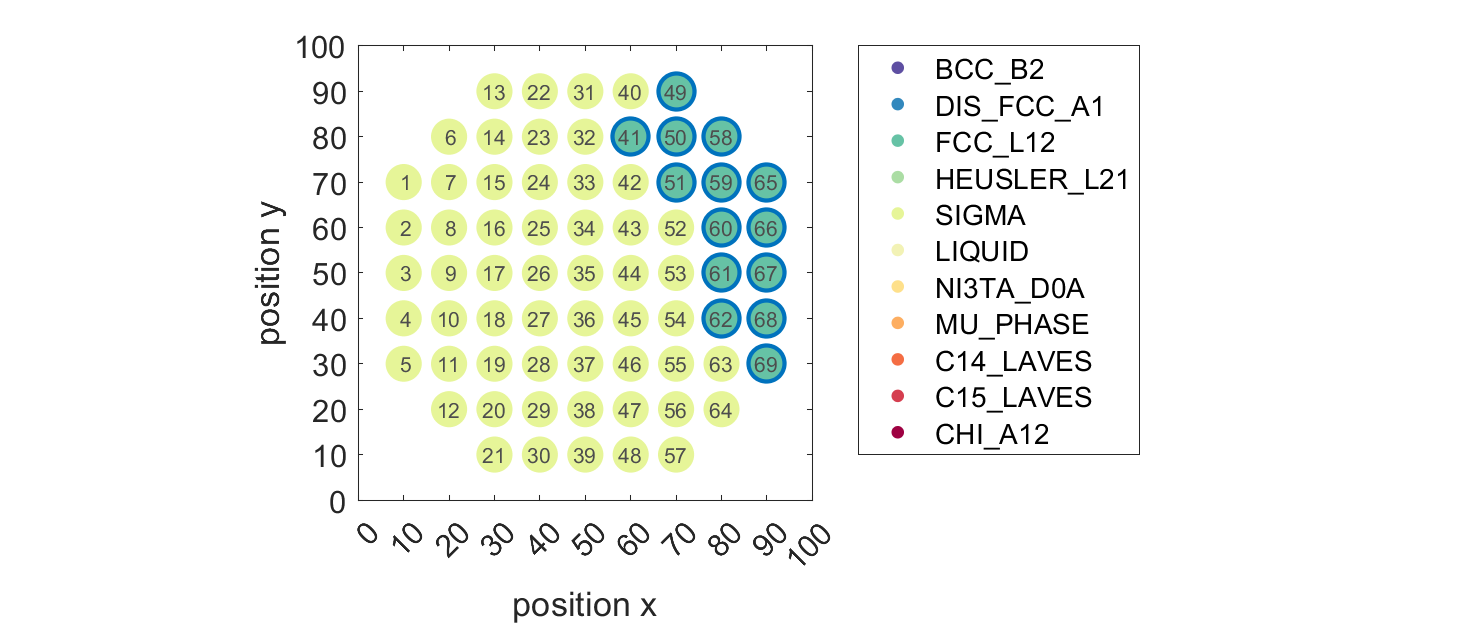 100
90
80
70
60
50
40
30
20
10
0
position y
13 22 31 40 49
6 14 23 32 41 50 58
1 7 15 24 33 42 51 59 65
2 8 16 25 34 43 52 60 66
3 9 17 26 35 44 53 61 67
4 10 18 27 36 45 54 62 68
5 11 19 28 37 46 55 63 69
12 20 29 38 47 56 64
21 30 39 48 57
0 10 20 30 40 50 60 70 80 90 100
position x
BCC_B2
DIS_FCC_A1
FCC_L12
HEUSLER_L21
SIGMA
LIQUID
NI3TA_D0A
MU_PHASE
C14_LAVES
C15_LAVES
CHI_A12